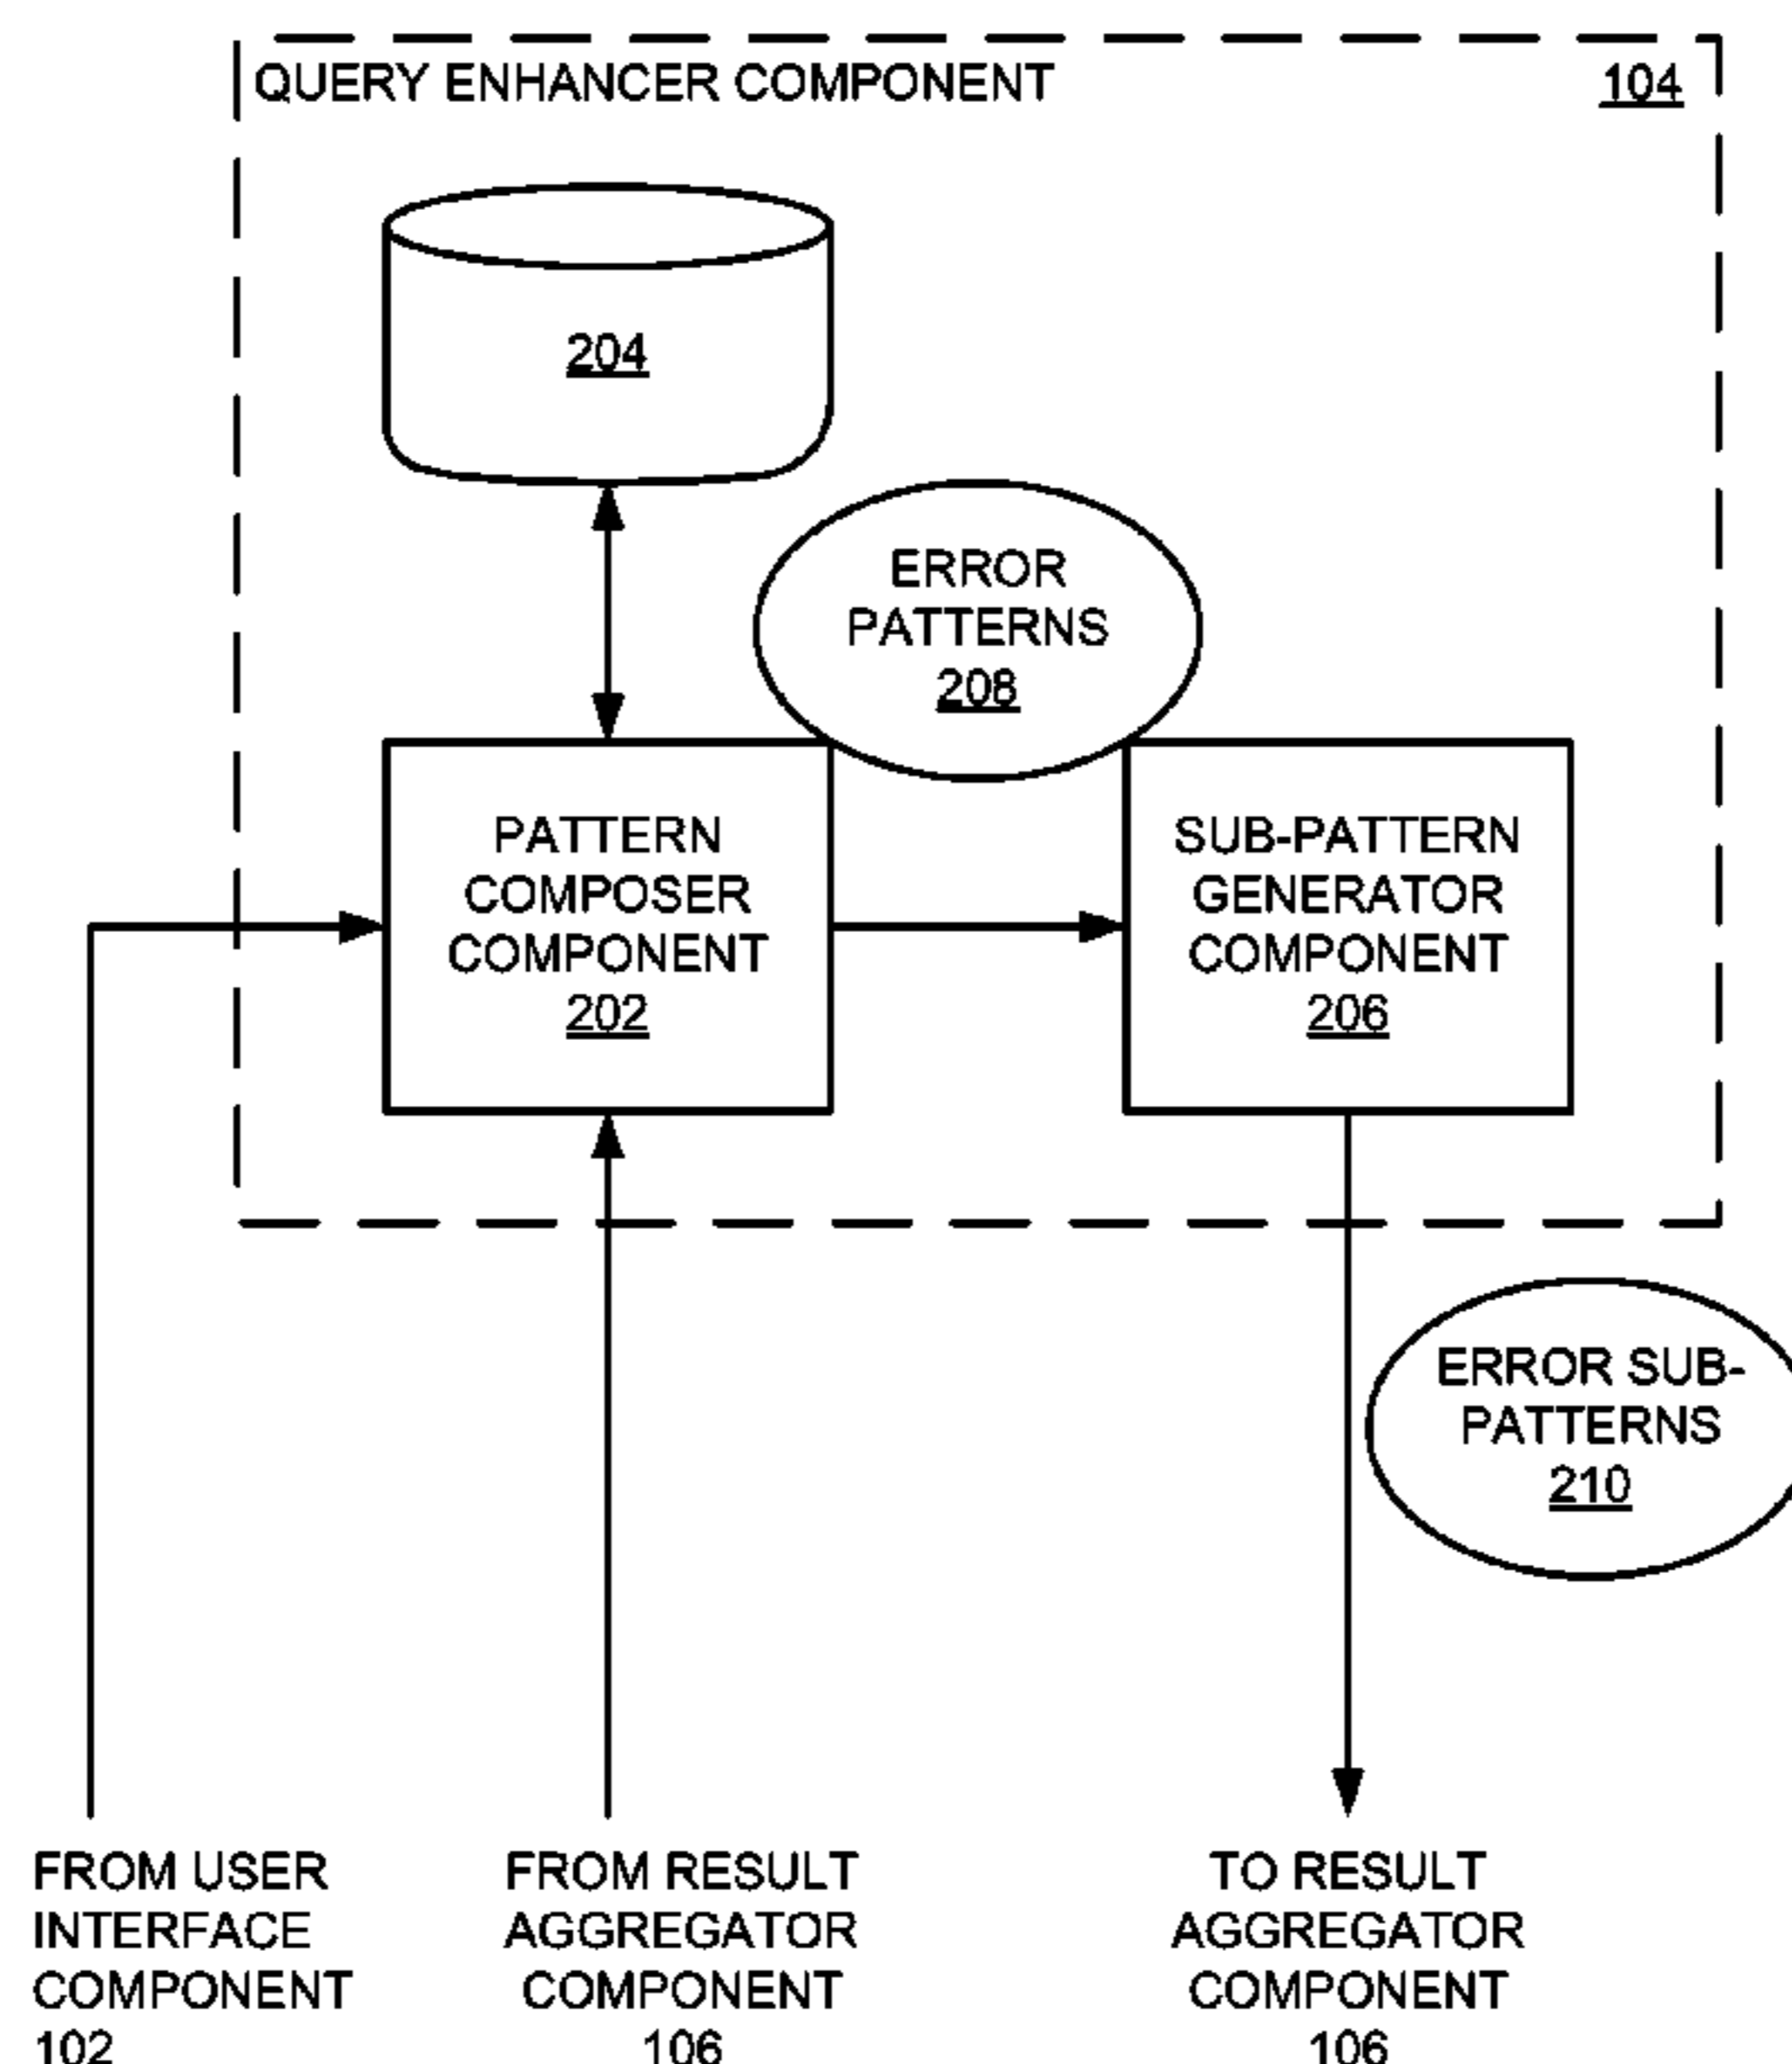 QUERY ENHANCER COMPONENT 104
204
ERROR
PATTERNS
208
PATTERN
COMPOSER
COMPONENT
202
SUB-PATTERN
GENERATOR
COMPONENT
206
ERROR SUB-
PATTERNS
210
FROM USER
INTERFACE
COMPONENT
102
FROM RESULT
AGGREGATOR
COMPONENT
106
TO RESULT
AGGREGATOR
COMPONENT
106